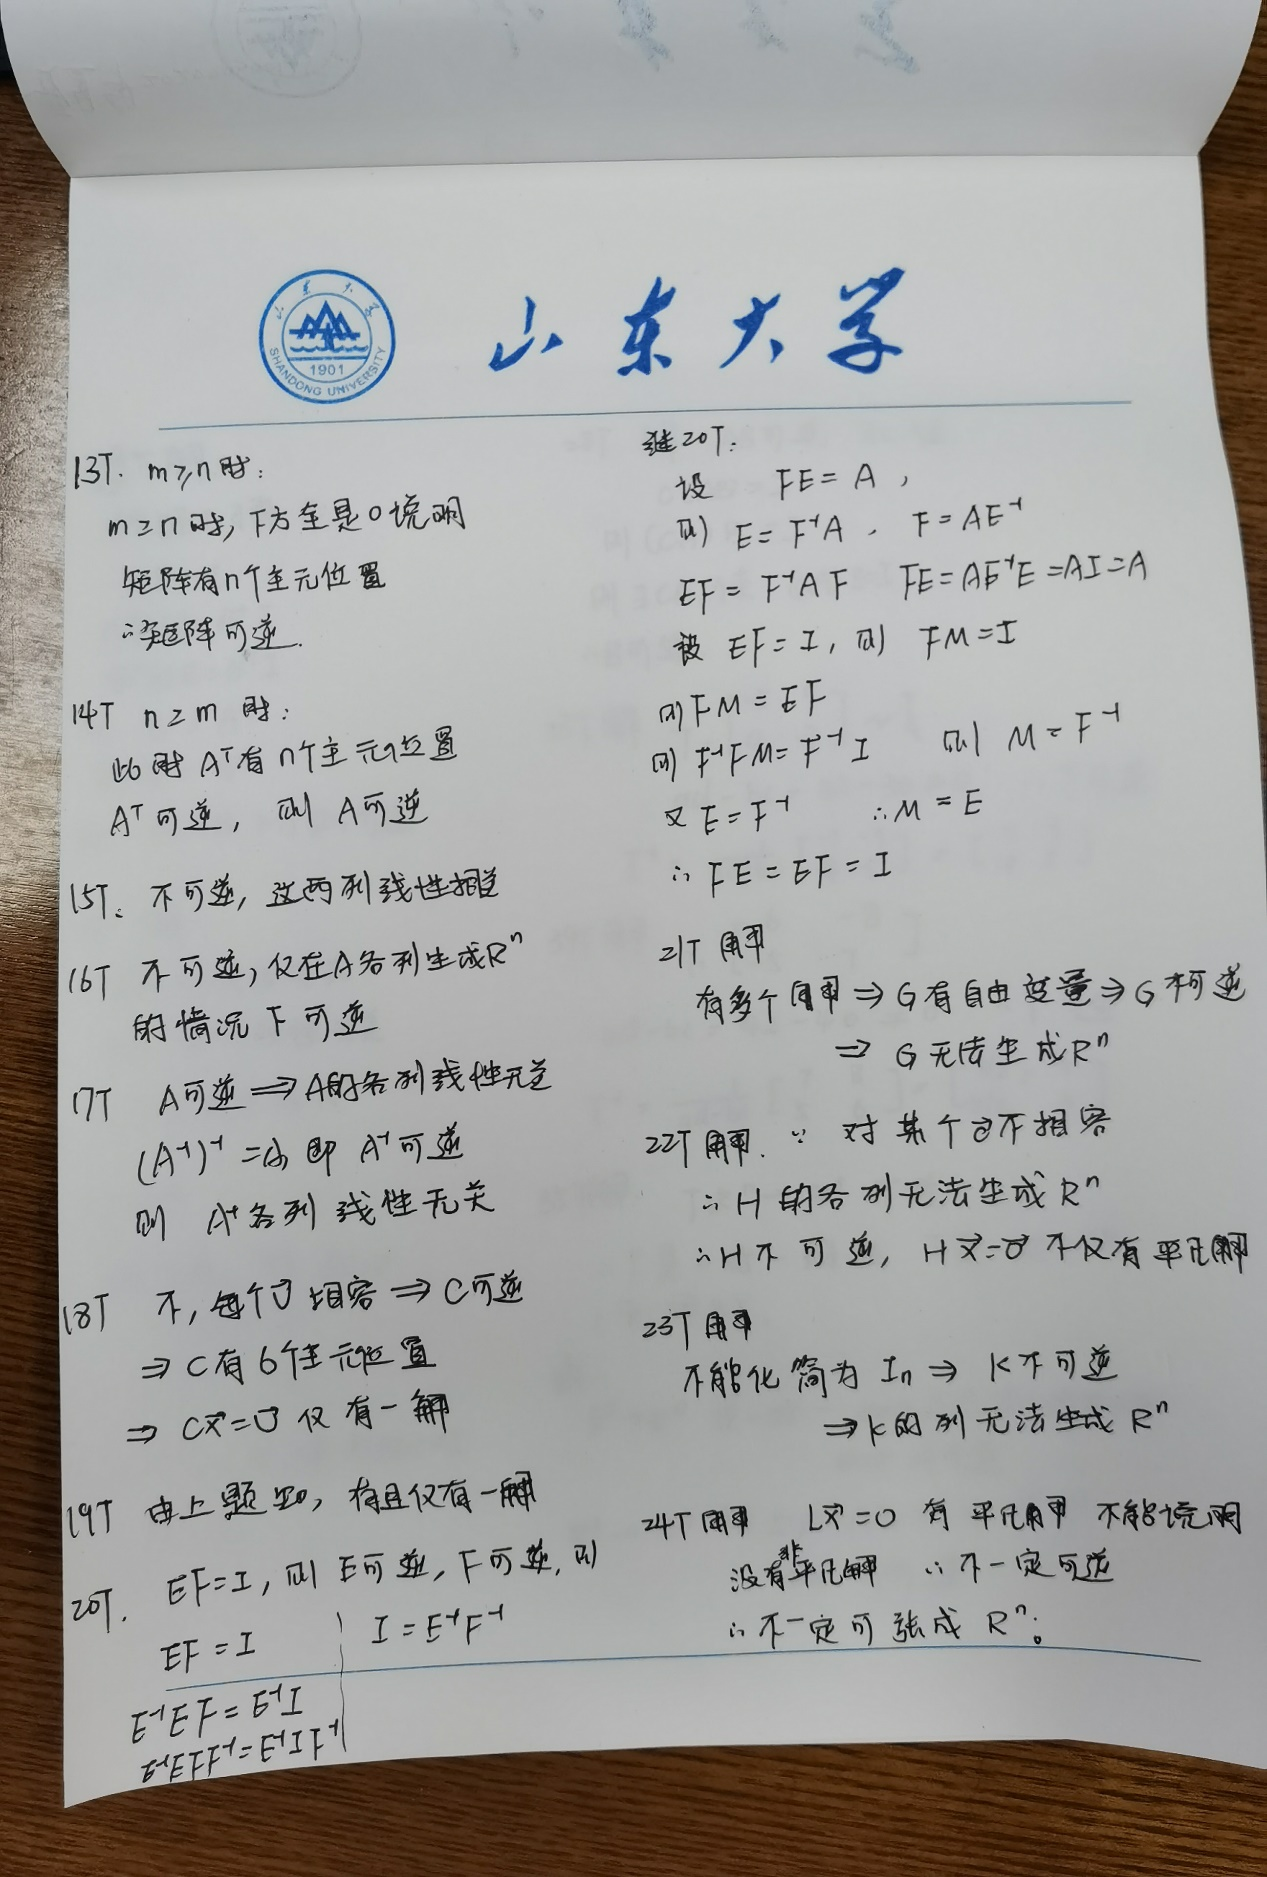 山东大学
山东大学
SHANDONG UNIVERSITY
1901
13T. m≥n时:
m=n时,下方全是0说明
矩阵有n个主元位置
∴矩阵可逆.
14T n=m 时:
此时 Aᵀ有n个主元位置
Aᵀ可逆, 则 A可逆
15T. 不可逆,这两列线性相关
16T 不可逆,仅在A各列生成Rⁿ
的情况下可逆
17T A可逆⇒A的各列线性无关
(A⁻¹)⁻¹=A 即 A⁻¹可逆
则 A⁻¹各列线性无关
18T 不,每个v⃗相容⇒C可逆
⇒C有6个主元位置
⇒ Cx⃗=v⃗ 仅有一解
19T 由上题知,有且仅有一解
20T. EF=I,则E可逆,F可逆,则
EF=I
I=E⁻¹F⁻¹
E⁻¹EF=E⁻¹I
E⁻¹EFF⁻¹=E⁻¹IF⁻¹
继20T:
设 FE=A,
则 E=F⁻¹A . F=AE⁻¹
EF=F⁻¹AF FE=AE⁻¹E=AI=A
设 EF=I,则 FM=I
则FM=EF
则 F⁻¹FM=F⁻¹I 则 M=F⁻¹
又E=F⁻¹ ∴M=E
∴FE=EF=I
21T 解
有多个解⇒G有自由变量⇒G不可逆
⇒ G无法生成Rⁿ
22T 解. ∵ 对某个 不相容
∴H的各列无法生成Rⁿ
∴H不可逆, Hx⃗=0⃗不仅有平凡解
23T 解
不能化简为 Iₙ⇒ K不可逆
⇒K的列无法生成 Rⁿ
24T 解 Lx⃗=0 有平凡解 不能说明
没有非平凡解 ∴不一定可逆
∴不一定可张成 Rⁿ.